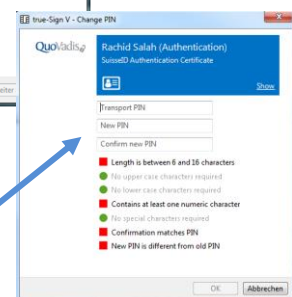 true-Sign V - Change PIN
QuoVadis
Rachid Salah (Authentication)
SuisseID Authentication Certificate
Show
eiter
Transport PIN
New PIN
Confirm new PIN
Length is between 6 and 16 characters
No upper case characters required
No lower case characters required
Contains at least one numeric character
No special characters required
Confirmation matches PIN
New PIN is different from old PIN
OK
Abbrechen